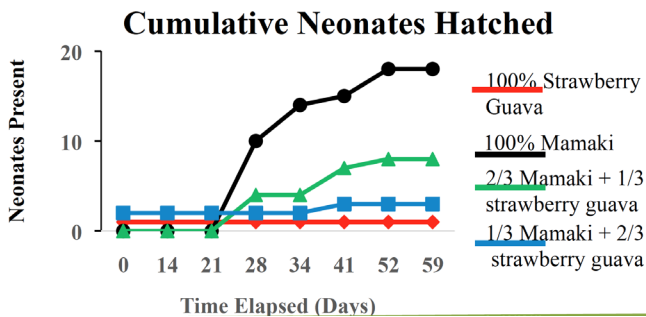 Cumulative Neonates Hatched
20
10
0
Neonates Present
0 14 21 28 34 41 52 59
Time Elapsed (Days)
100% Strawberry
Guava
100% Mamaki
2/3 Mamaki + 1/3
strawberry guava
1/3 Mamaki + 2/3
strawberry guava